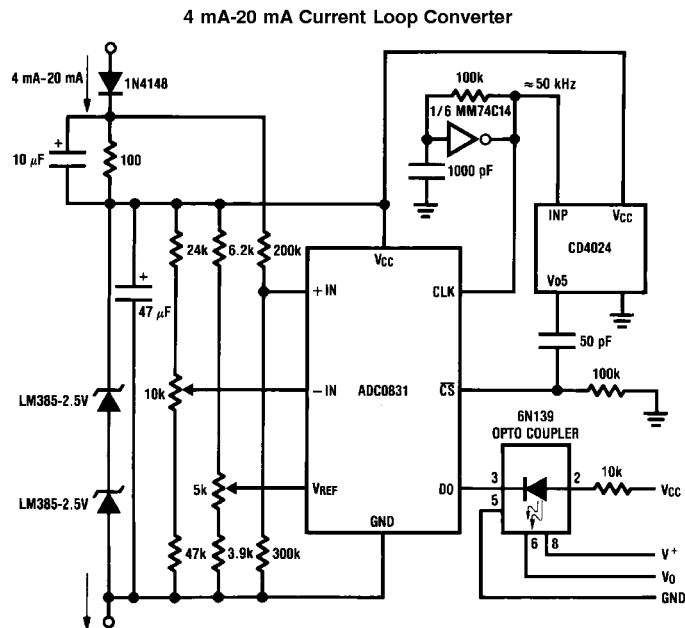 4 mA-20 mA Current Loop Converter
4 mA-20 mA
1N4148
100k
≈ 50 kHz
1/6 MM74C14
10 µF
+
100
1000 pF
24k
6.2k
200k
VCC
INP
VCC
CD4024
V05
+
47 µF
+ IN
CLK
50 pF
LM385-2.5V
10k
−IN
ADC0831
CS
100k
6N139
OPTO COUPLER
LM385-2.5V
5k
VREF
DO
3
2
10k
VCC
5
GND
6
8
V+
47k
3.9k
300k
VO
GND